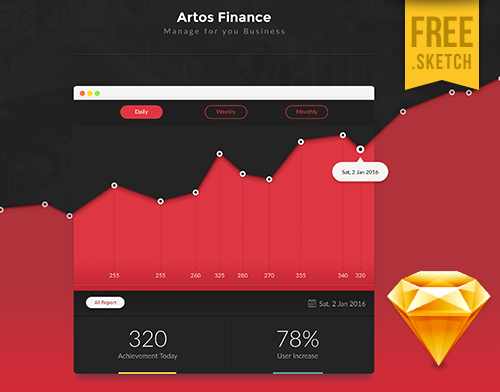 Artos Finance
Manage for you Business
FREE
.SKETCH
Daily
Weekly
Monthly
Sat, 2 Jan 2016
255
255
260
325
280
270
335
340
320
All Report
Sat, 2 Jan 2016
320
78%
Achievement Today
User Increase